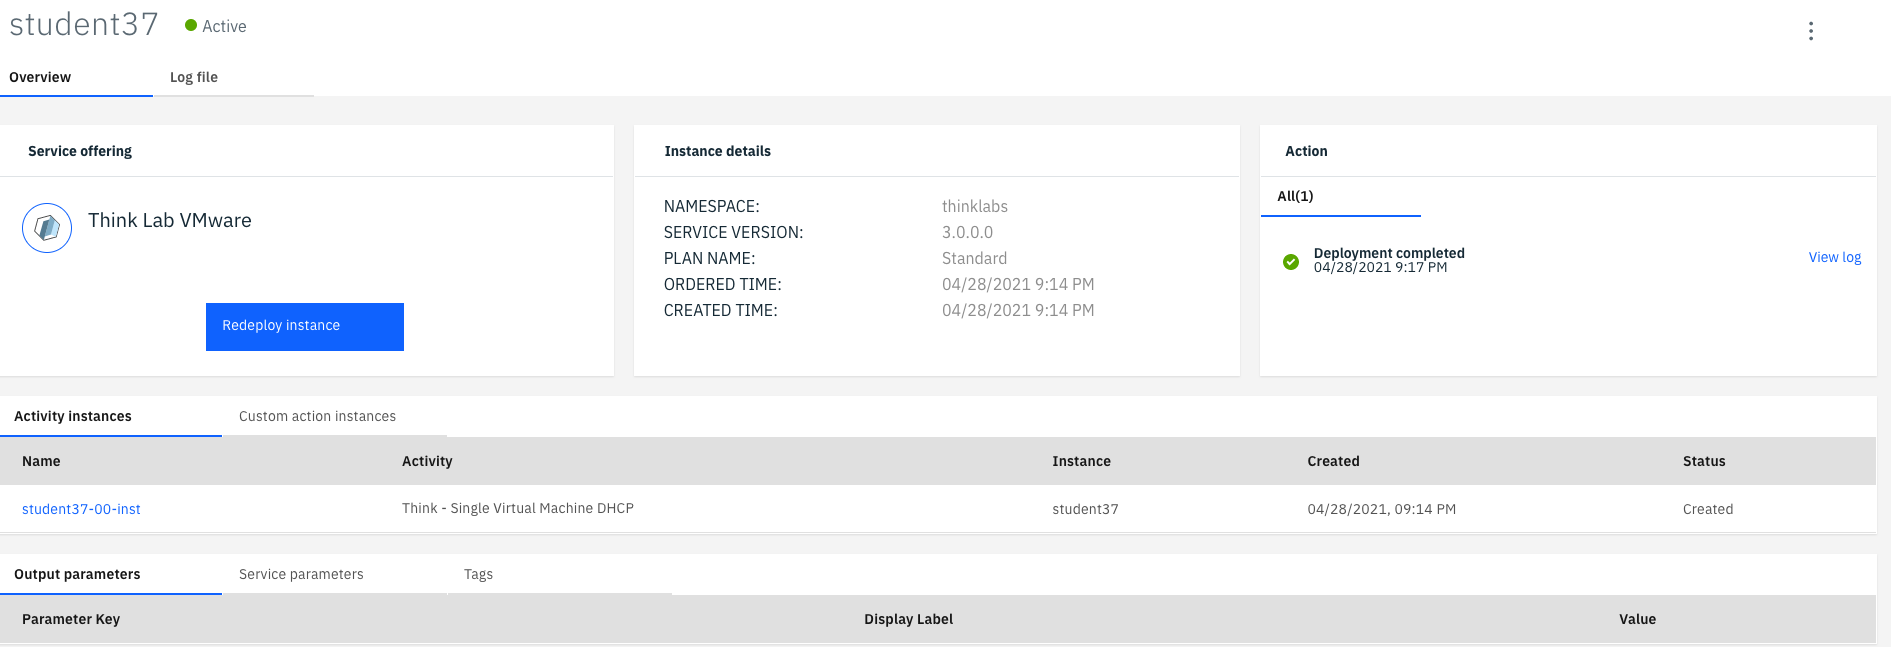 student37 Active
Overview Log file
Service offering
Think Lab VMware
Redeploy instance
Instance details
NAMESPACE: thinklabs
SERVICE VERSION: 3.0.0.0
PLAN NAME: Standard
ORDERED TIME: 04/28/2021 9:14 PM
CREATED TIME: 04/28/2021 9:14 PM
Action
All(1)
Deployment completed
04/28/2021 9:17 PM
View log
Activity instances Custom action instances
Name Activity Instance Created Status
student37-00-inst Think - Single Virtual Machine DHCP student37 04/28/2021, 09:14 PM Created
Output parameters Service parameters Tags
Parameter Key Display Label Value